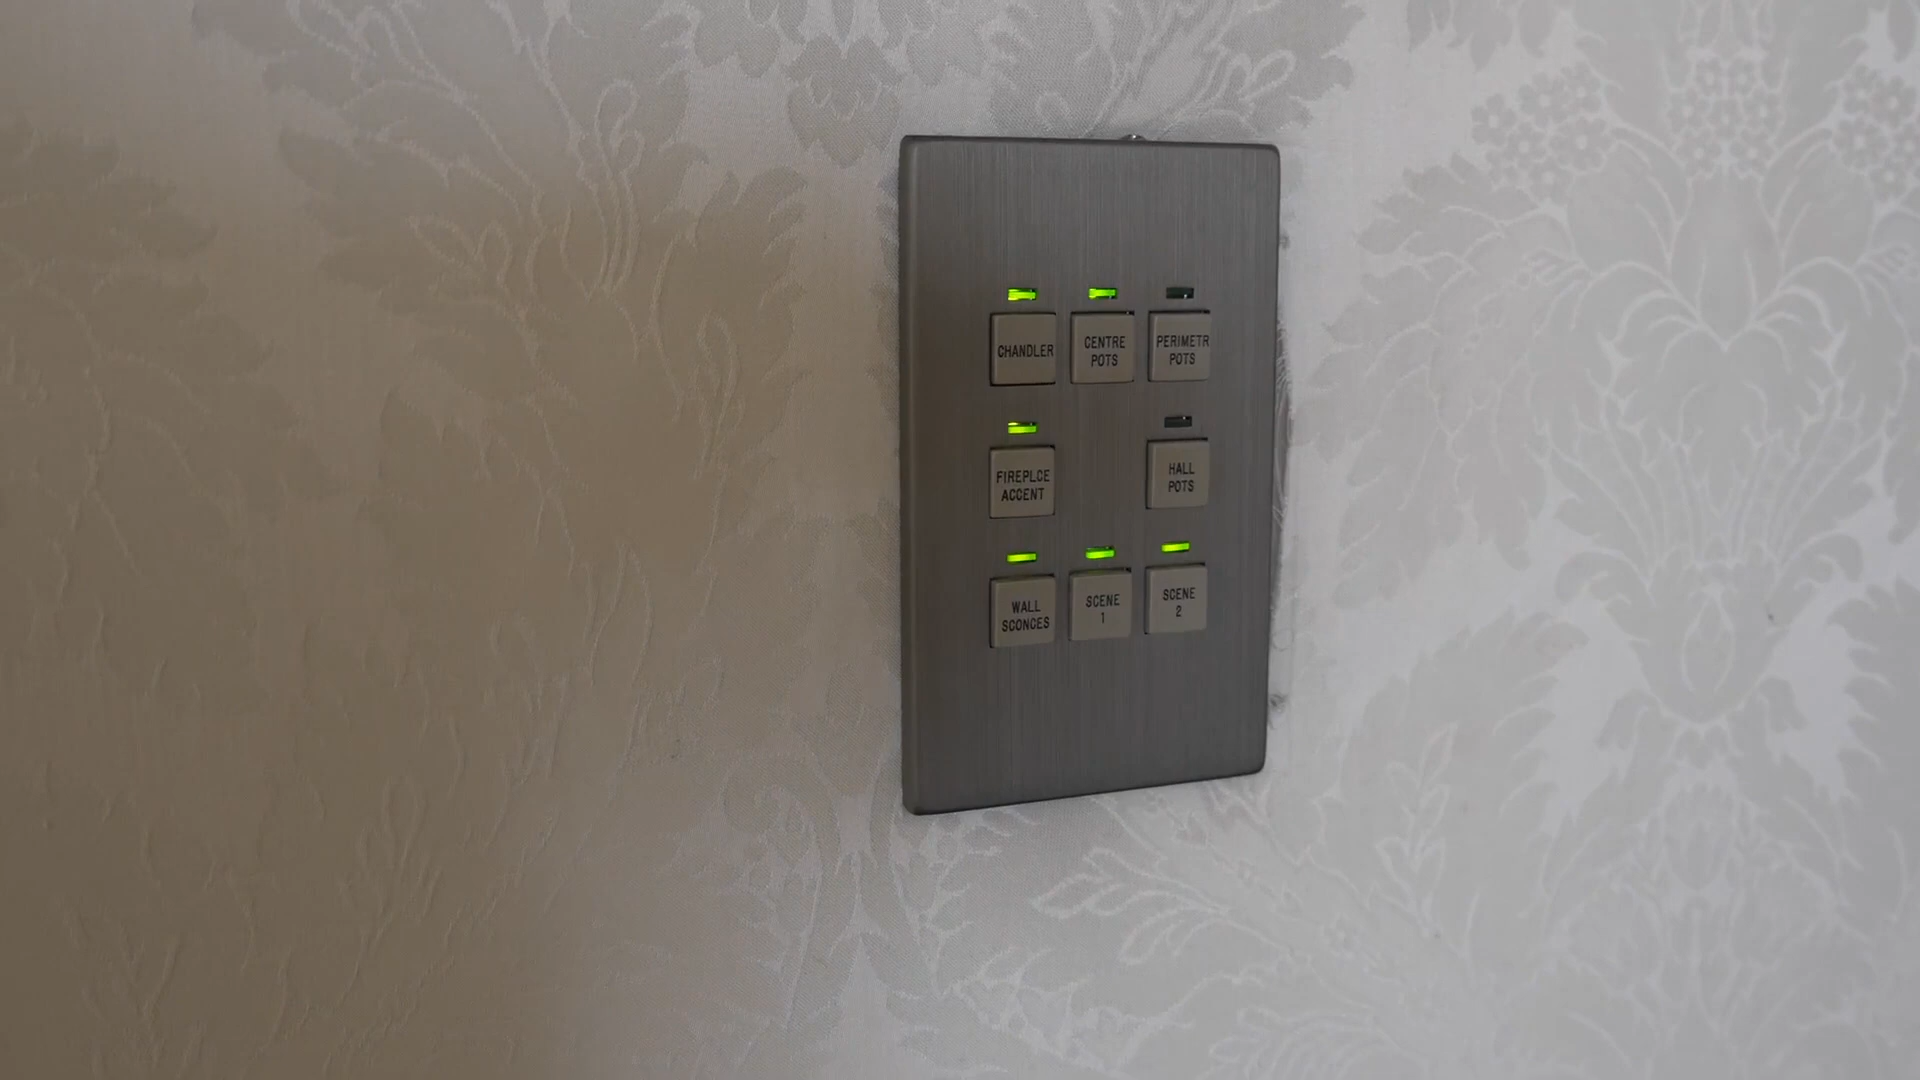 CHANDLER
CENTRE
POTS
PERIMETR
POTS
FIREPLCE
ACCENT
HALL
POTS
WALL
SCONCES
SCENE
1
SCENE
2